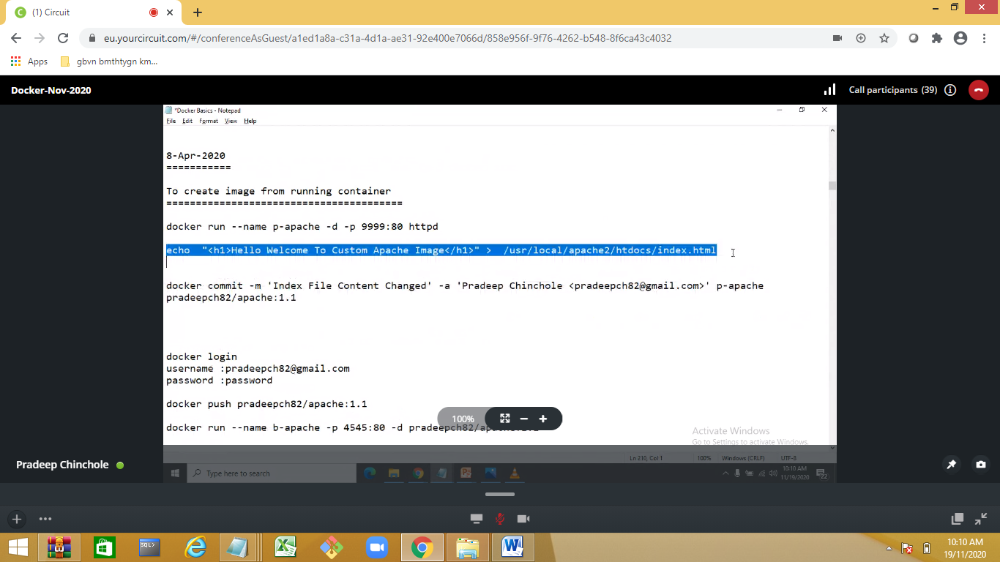 (1) Circuit
eu.yourcircuit.com/#/conferenceAsGuest/a1ed1a8a-c31a-4d1a-ae31-92e400e7066d/858e956f-9f76-4262-b548-8f6ca43c4032
Apps gbvn bmthtygn km...
Docker-Nov-2020
Call participants (39)
*Docker Basics - Notepad
File Edit Format View Help
8-Apr-2020
===========
To create image from running container
========================================
docker run --name p-apache -d -p 9999:80 httpd
echo  "<h1>Hello Welcome To Custom Apache Image</h1>" >  /usr/local/apache2/htdocs/index.html
docker commit -m 'Index File Content Changed' -a 'Pradeep Chinchole <pradeepch82@gmail.com>' p-apache
pradeepch82/apache:1.1
docker login
username :pradeepch82@gmail.com
password :password
docker push pradeepch82/apache:1.1
100%
docker run --name b-apache -p 4545:80 -d pradeepch82/
Activate Windows
Go to Settings to activate Windows.
Ln 210, Col 1 100% Windows (CRLF) UTF-8
Pradeep Chinchole
Type here to search
10:10 AM
11/19/2020
22
SQL>
10:10 AM
19/11/2020